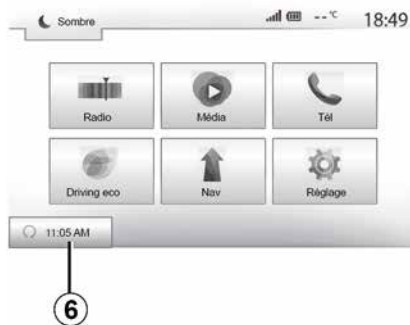 Sombre --°C 18:49
Radio Média Tél
Driving eco Nav Réglage
11:05 AM
6